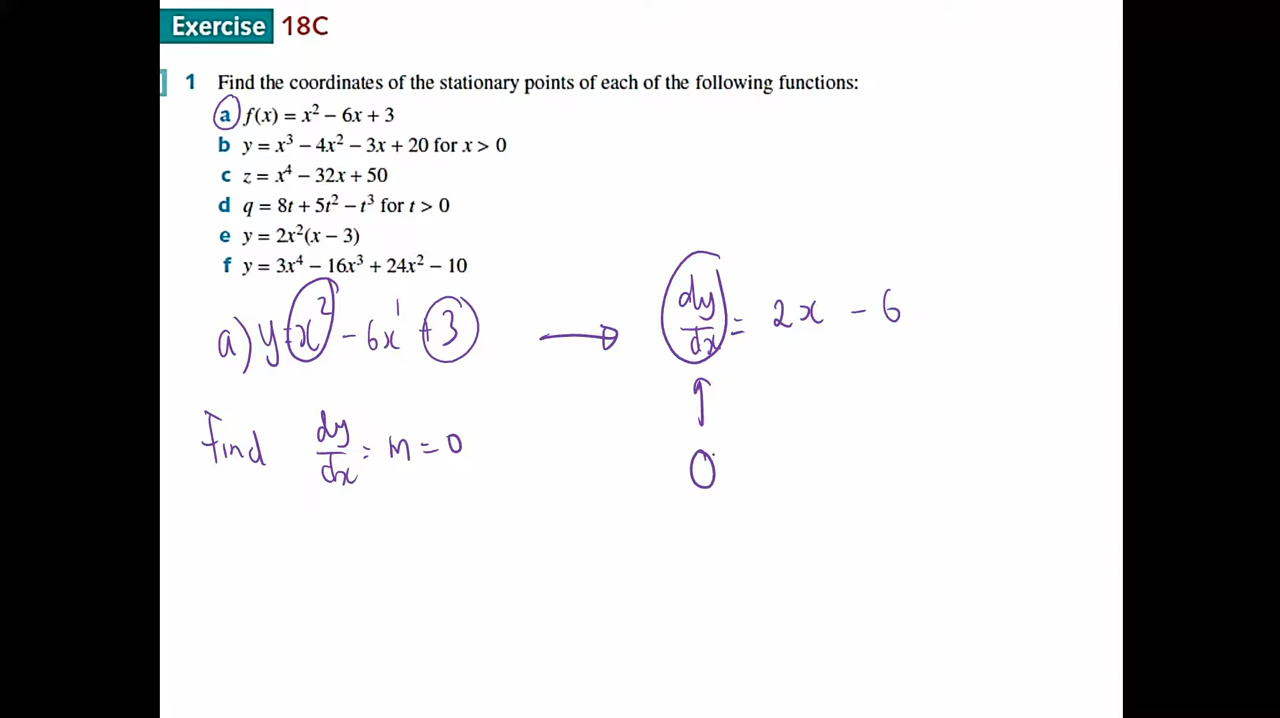 Exercise 18C
1 Find the coordinates of the stationary points of each of the following functions:
a f(x) = x² − 6x + 3
b y = x³ − 4x² − 3x + 20 for x > 0
c z = x⁴ − 32x + 50
d q = 8t + 5t² − t³ for t > 0
e y = 2x²(x − 3)
f y = 3x⁴ − 16x³ + 24x² − 10
a) y = x² − 6x¹ + 3 → dy/dx = 2x − 6
↑
Find dy/dx = m = 0
0